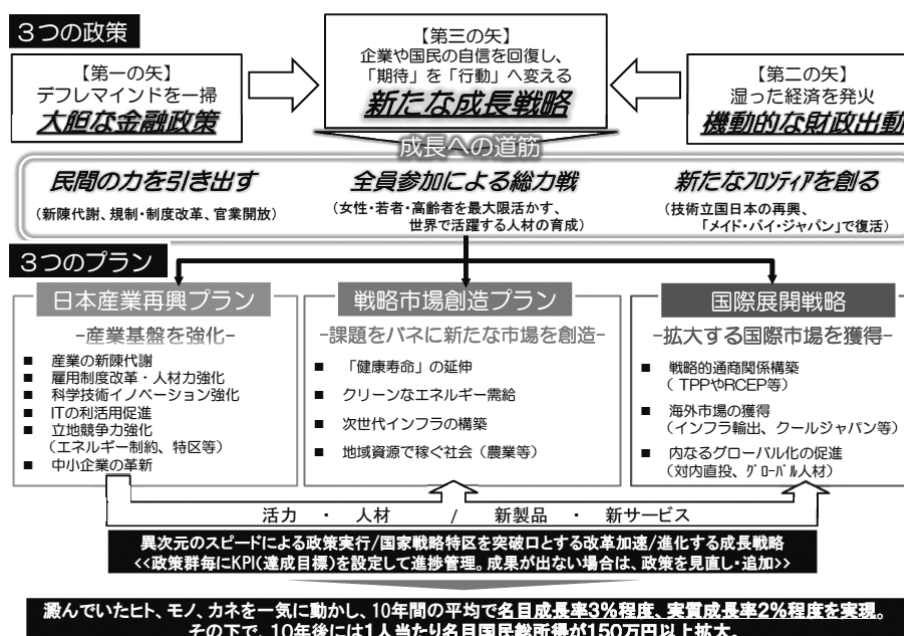 3つの政策
【第一の矢】
デフレマインドを一掃
大胆な金融政策
【第三の矢】
企業や国民の自信を回復し、
「期待」を「行動」へ変える
新たな成長戦略
【第二の矢】
湿った経済を発火
機動的な財政出動
成長への道筋
民間の力を引き出す
(新陳代謝、規制・制度改革、官業開放)
全員参加による総力戦
(女性・若者・高齢者を最大限活かす、
世界で活躍する人材の育成)
新たなフロンティアを創る
(技術立国日本の再興、
「メイド・バイ・ジャパン」で復活)
3つのプラン
日本産業再興プラン
-産業基盤を強化-
■ 産業の新陳代謝
■ 雇用制度改革・人材力強化
■ 科学技術イノベーション強化
■ ITの利活用促進
■ 立地競争力強化
(エネルギー制約、特区等)
■ 中小企業の革新
戦略市場創造プラン
-課題をバネに新たな市場を創造-
■ 「健康寿命」の延伸
■ クリーンなエネルギー需給
■ 次世代インフラの構築
■ 地域資源で稼ぐ社会(農業等)
国際展開戦略
-拡大する国際市場を獲得-
■ 戦略的通商関係構築
( TPPやRCEP等)
■ 海外市場の獲得
(インフラ輸出、クールジャパン等)
■ 内なるグローバル化の促進
(対内直投、グローバル人材)
活力 ・ 人材 / 新製品 ・ 新サービス
異次元のスピードによる政策実行/国家戦略特区を突破口とする改革加速/進化する成長戦略
<<政策群毎にKPI(達成目標)を設定して進捗管理。成果が出ない場合は、政策を見直し・追加>>
澱んでいたヒト、モノ、カネを一気に動かし、10年間の平均で名目成長率3%程度、実質成長率2%程度を実現。
その下で、10年後には1人当たり名目国民総所得が150万円以上拡大。